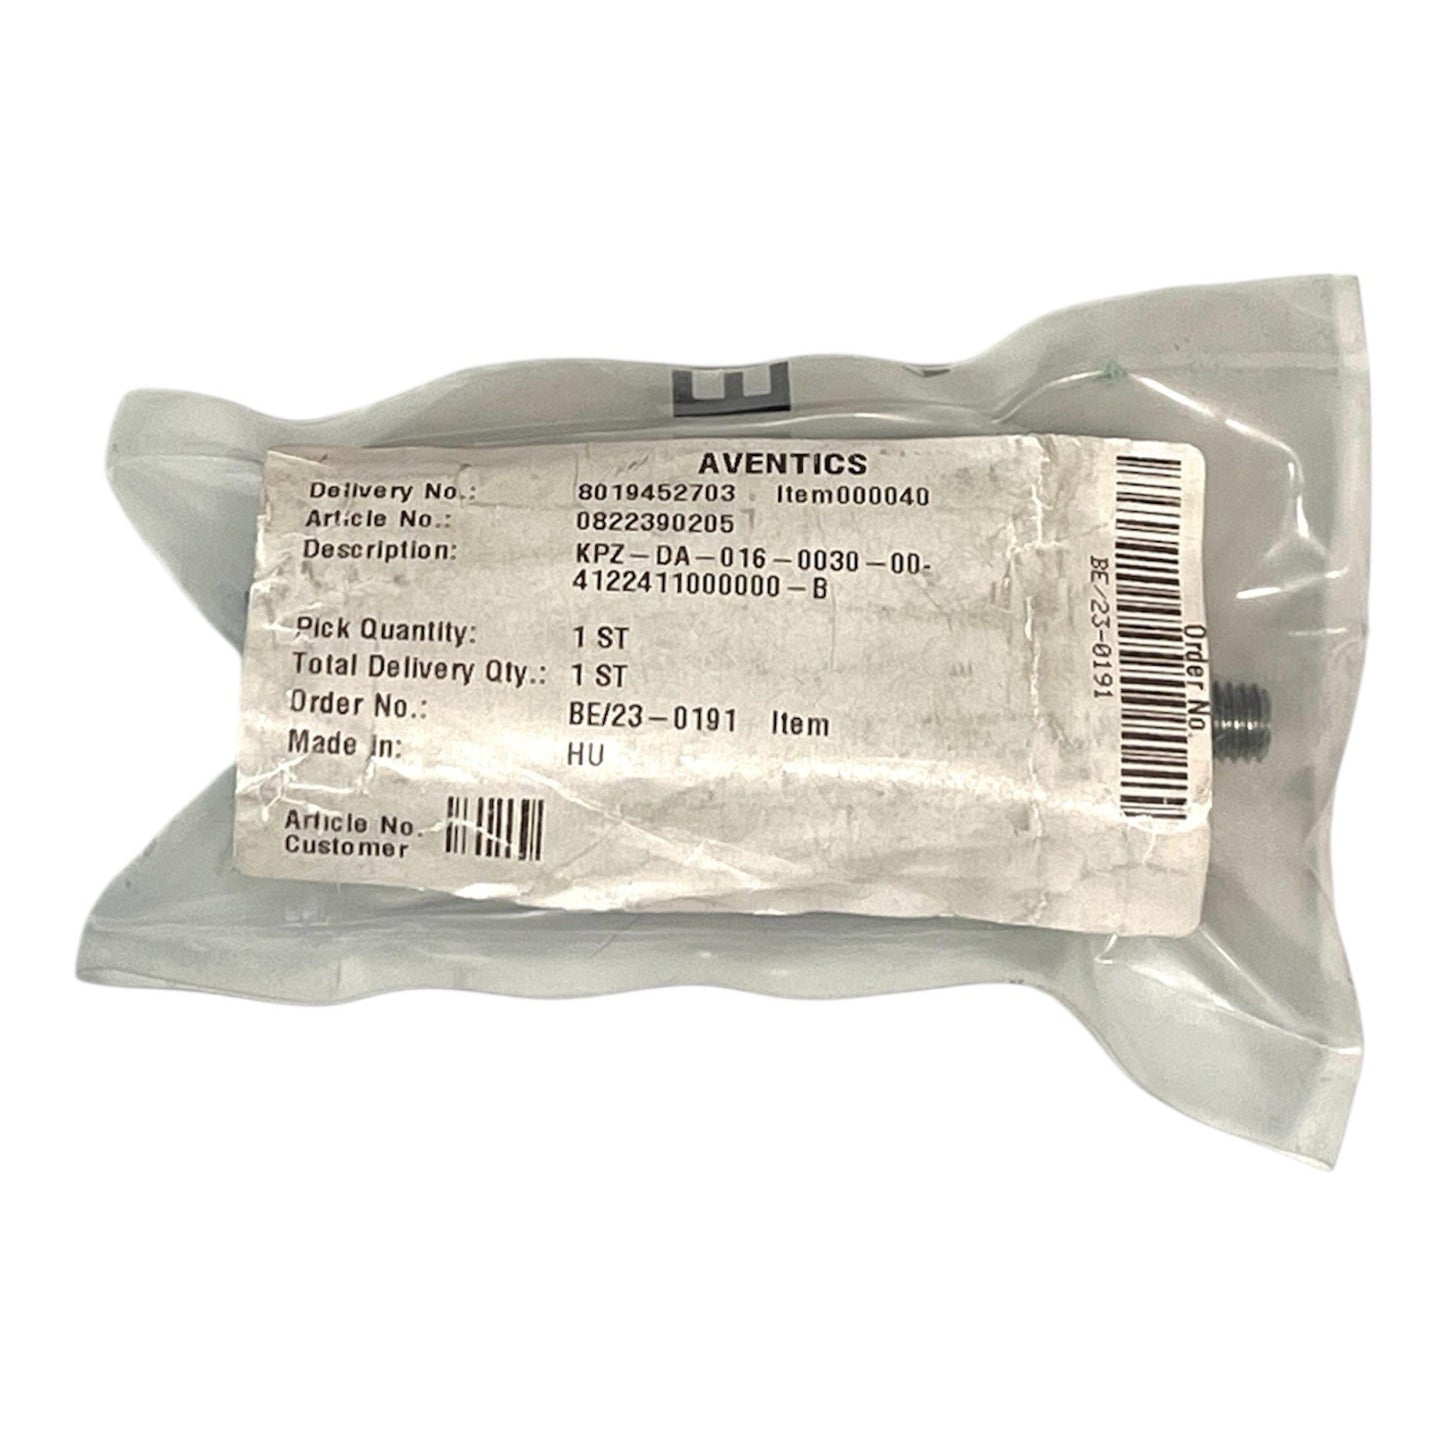 E
AVENTICS
Delivery No.: 8019452703 Item000040
Article No.: 0822390205
Description: KPZ-DA-016-0030-00-
4122411000000-B
Pick Quantity: 1 ST
Total Delivery Qty.: 1 ST
Order No.: BE/23-0191 Item
Made in: HU
Article No.
Customer
Order No.
BE/23-0191